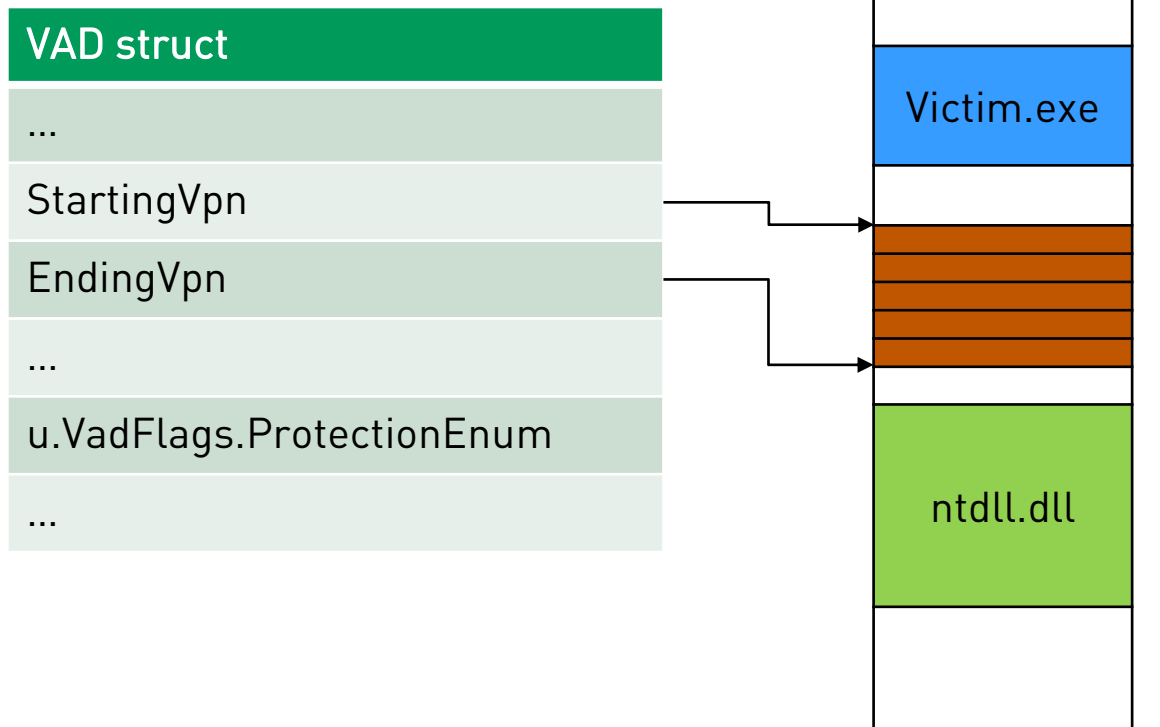 VAD struct
...
StartingVpn
EndingVpn
...
u.VadFlags.ProtectionEnum
...
Victim.exe
ntdll.dll